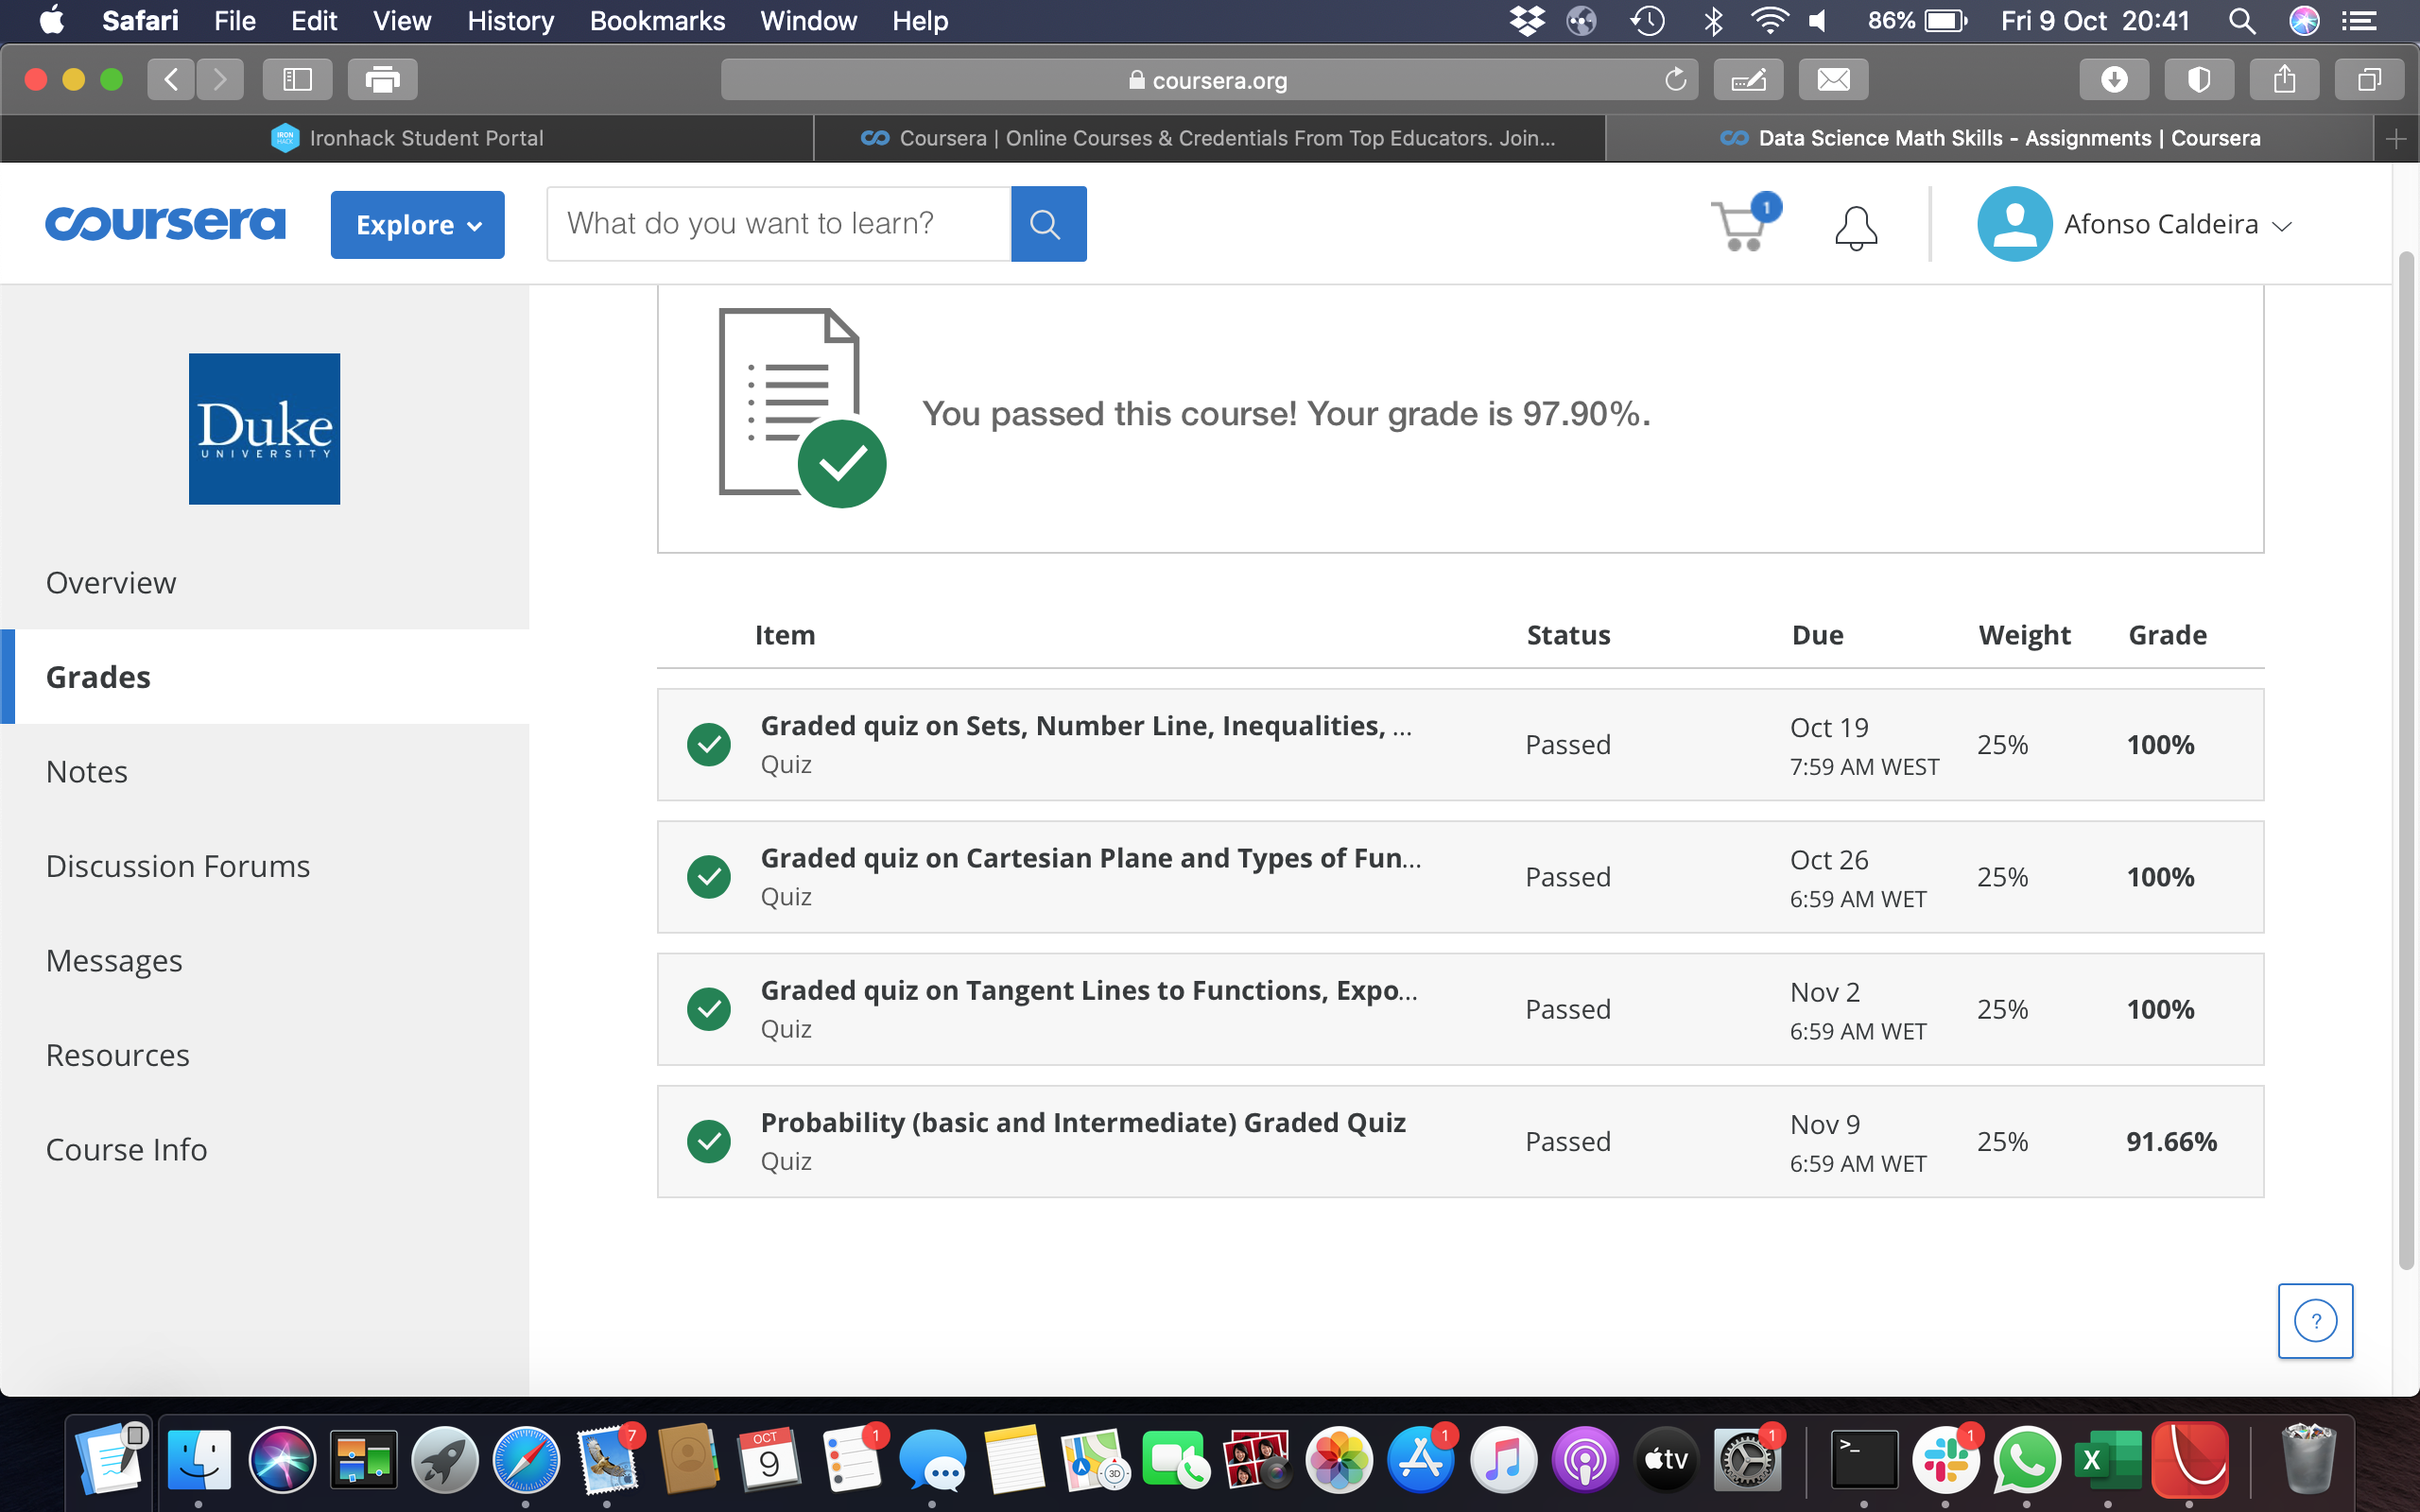 Safari File Edit View History Bookmarks Window Help 86% Fri 9 Oct 20:41
coursera.org
Ironhack Student Portal
Coursera | Online Courses & Credentials From Top Educators. Join...
Data Science Math Skills - Assignments | Coursera
coursera
Explore
What do you want to learn?
1
Afonso Caldeira
Duke
UNIVERSITY
You passed this course! Your grade is 97.90%.
Overview
Grades
Notes
Discussion Forums
Messages
Resources
Course Info
Item Status Due Weight Grade
Graded quiz on Sets, Number Line, Inequalities, ...
Quiz
Passed
Oct 19
7:59 AM WEST
25%
100%
Graded quiz on Cartesian Plane and Types of Fun...
Quiz
Passed
Oct 26
6:59 AM WET
25%
100%
Graded quiz on Tangent Lines to Functions, Expo...
Quiz
Passed
Nov 2
6:59 AM WET
25%
100%
Probability (basic and Intermediate) Graded Quiz
Quiz
Passed
Nov 9
6:59 AM WET
25%
91.66%
?
7
OCT
9
1
3D
1
tv
1
>_
1
X